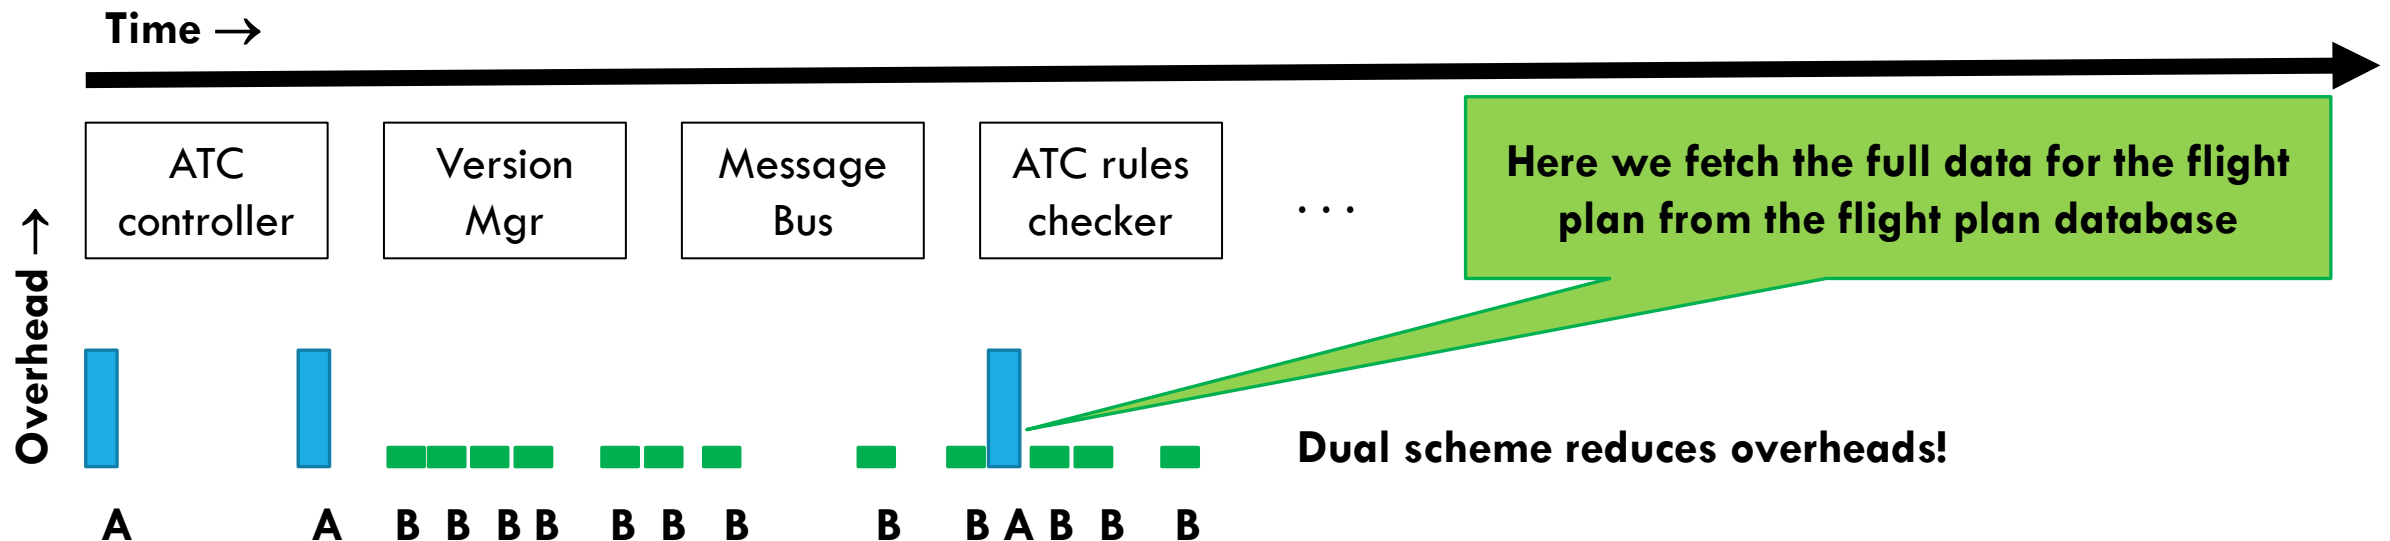 Time →
ATC
controller
Version
Mgr
Message
Bus
ATC rules
checker
. . .
Here we fetch the full data for the flight
plan from the flight plan database
Overhead →
Dual scheme reduces overheads!
A A B B B B B B B B B A B B B